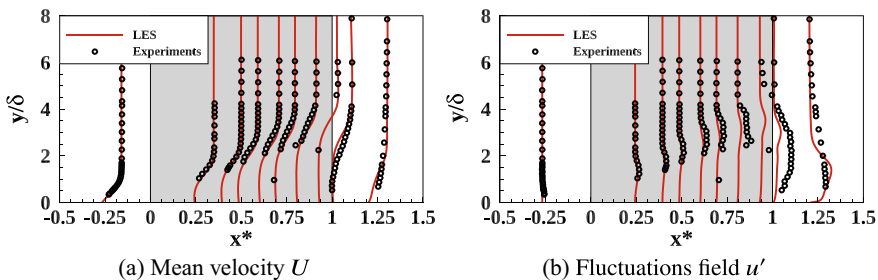 8
6
4
2
0
y/δ
LES
Experiments
-0.5 -0.25 0 0.25 0.5 0.75 1 1.25 1.5
x*
(a) Mean velocity U
8
6
4
2
0
y/δ
LES
Experiments
-0.5 -0.25 0 0.25 0.5 0.75 1 1.25 1.5
x*
(b) Fluctuations field u′